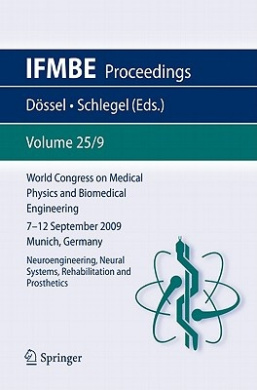 IFMBE Proceedings
Dössel – Schlegel (Eds.)
Volume 25/9
World Congress on Medical
Physics and Biomedical
Engineering
7–12 September 2009
Munich, Germany
Neuroengineering, Neural
Systems, Rehabilitation and
Prosthetics
Springer